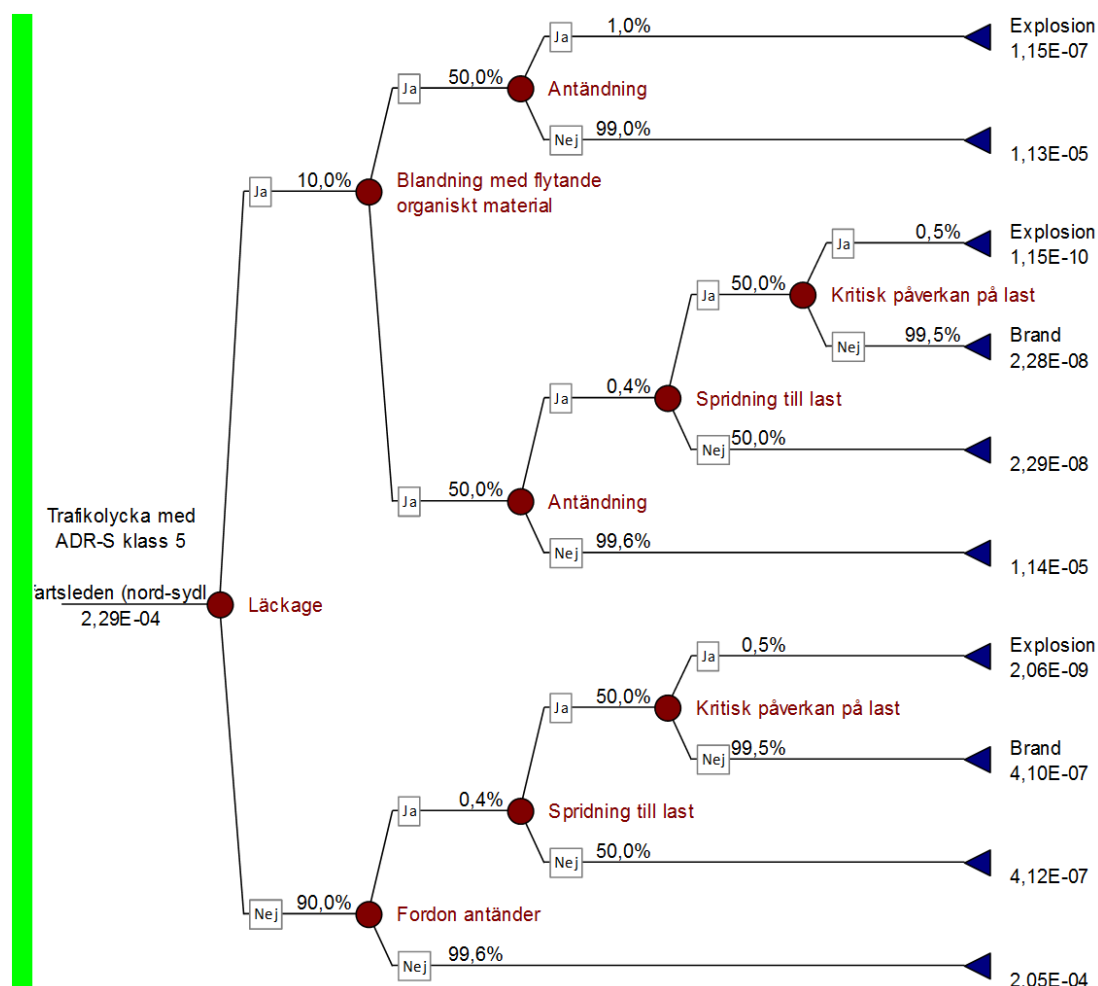 Ja
1,0%
Explosion
1,15E-07
Ja
50,0%
Antändning
Nej
99,0%
1,13E-05
Ja
10,0%
Blandning med flytande
organiskt material
Ja
0,5%
Explosion
1,15E-10
Ja
50,0%
Kritisk påverkan på last
Nej
99,5%
Brand
2,28E-08
Ja
0,4%
Spridning till last
Nej
50,0%
2,29E-08
Ja
50,0%
Antändning
Nej
99,6%
1,14E-05
Trafikolycka med
ADR-S klass 5
artsleden (nord-sydl
2,29E-04
Läckage
Ja
0,5%
Explosion
2,06E-09
Ja
50,0%
Kritisk påverkan på last
Nej
99,5%
Brand
4,10E-07
Ja
0,4%
Spridning till last
Nej
50,0%
4,12E-07
Nej
90,0%
Fordon antänder
Nej
99,6%
2,05E-04